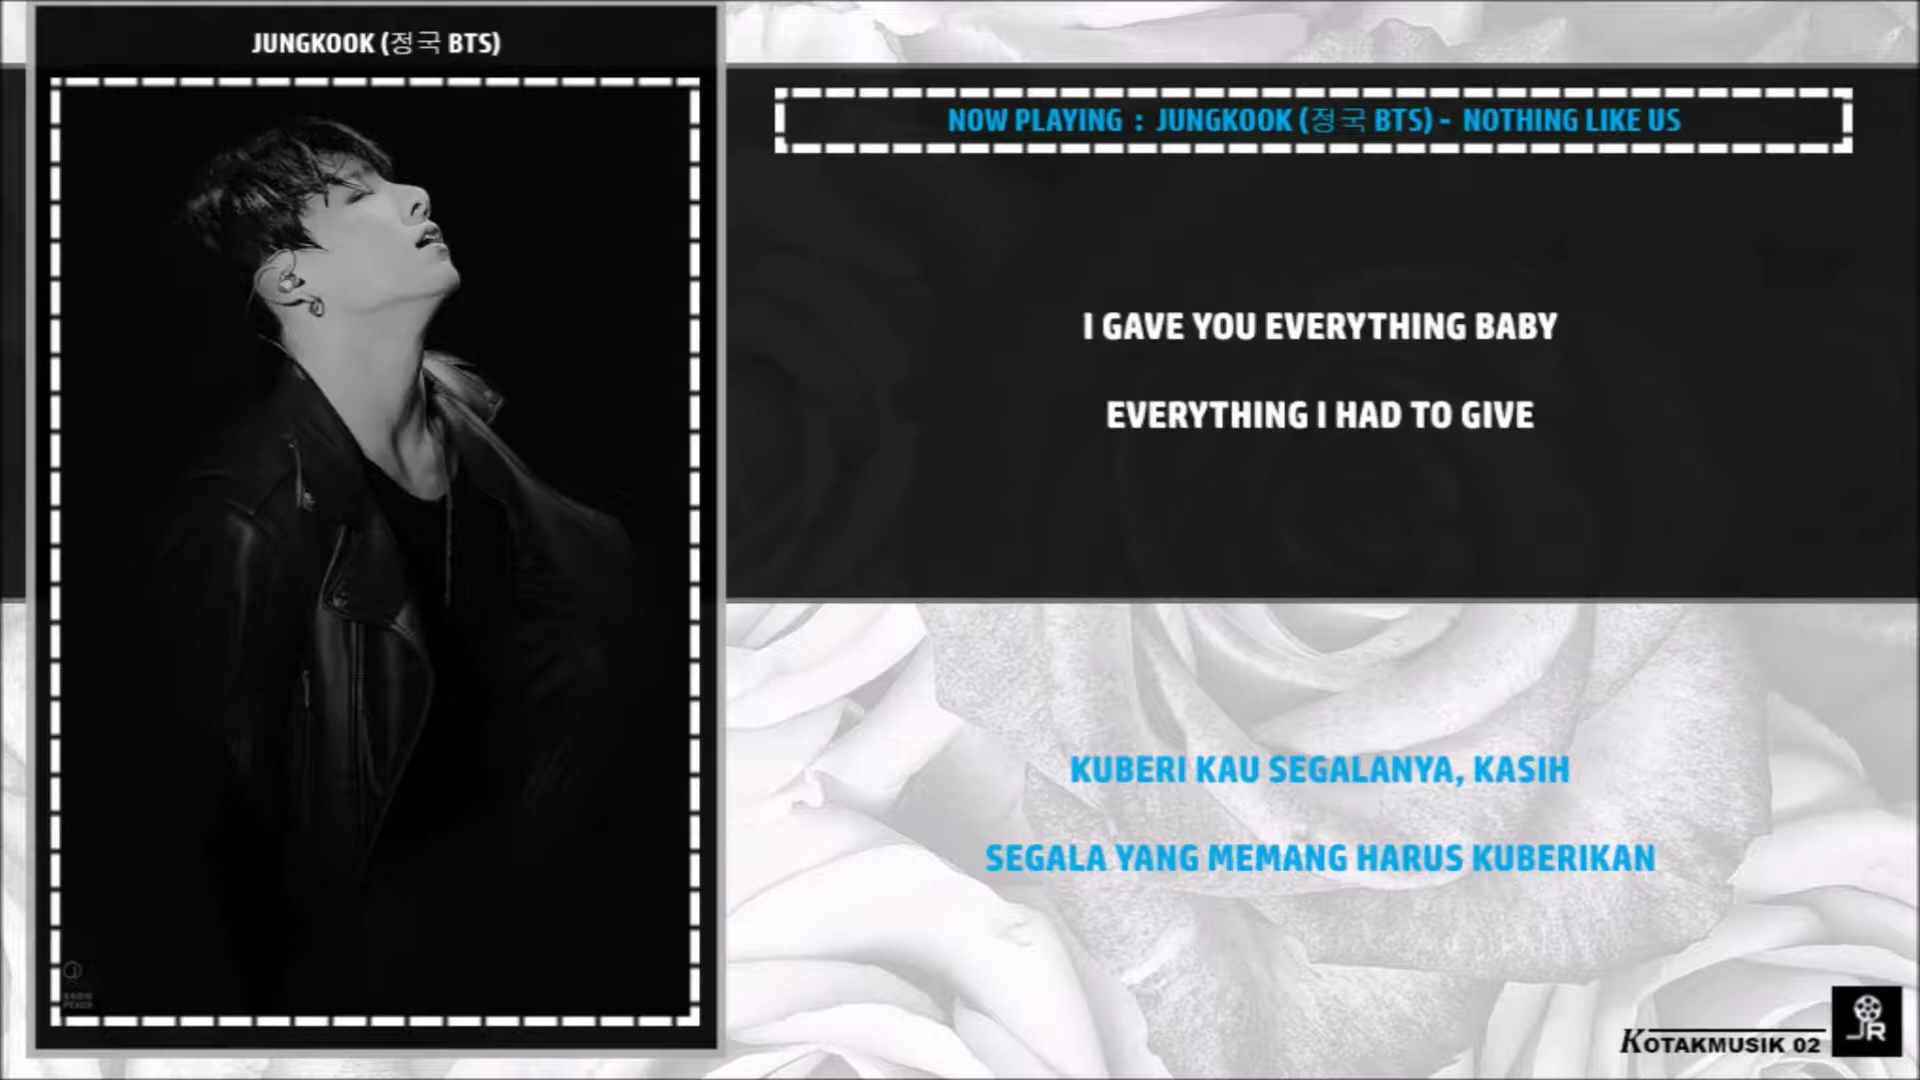 JUNGKOOK (정국 BTS)
NOW PLAYING : JUNGKOOK (정국 BTS) - NOTHING LIKE US
I GAVE YOU EVERYTHING BABY
EVERYTHING I HAD TO GIVE
KUBERI KAU SEGALANYA, KASIH
SEGALA YANG MEMANG HARUS KUBERIKAN
KOTAKMUSIK 02
JR